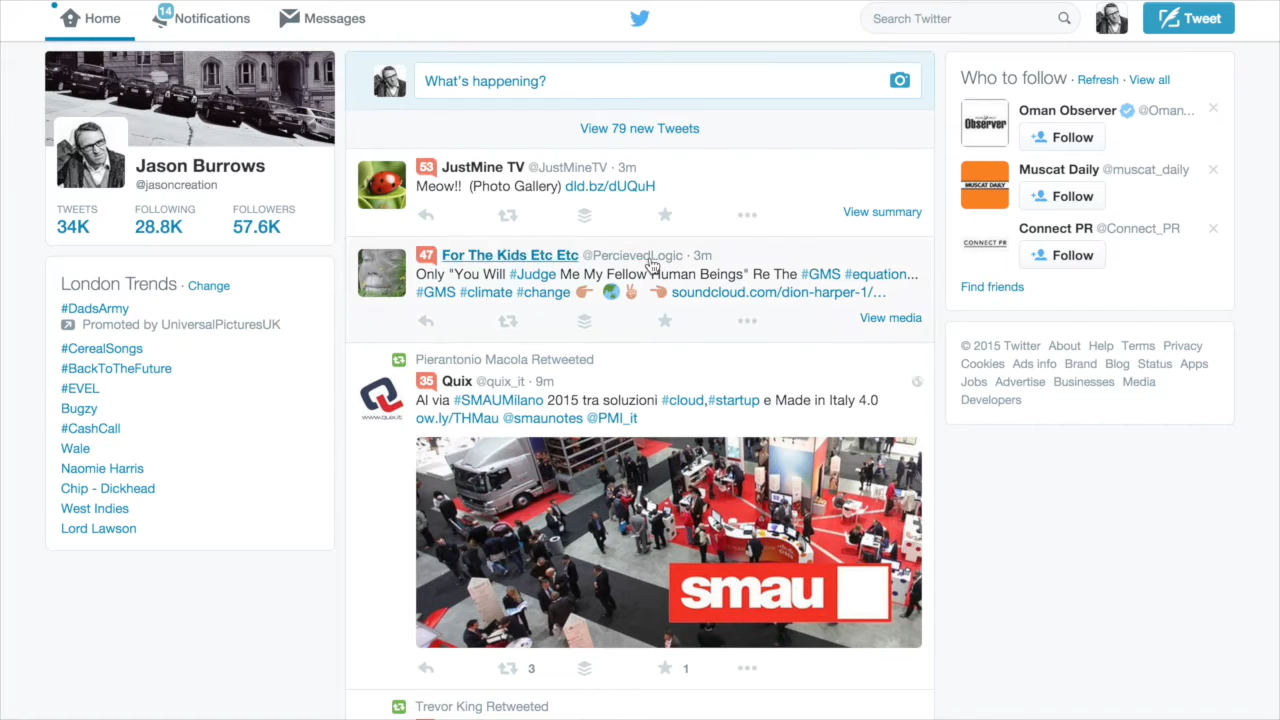 Home
14
Notifications
Messages
Search Twitter
Tweet
Jason Burrows
@jasoncreation
TWEETS FOLLOWING FOLLOWERS
34K 28.8K 57.6K
London Trends · Change
#DadsArmy
Promoted by UniversalPicturesUK
#CerealSongs
#BackToTheFuture
#EVEL
Bugzy
#CashCall
Wale
Naomie Harris
Chip - Dickhead
West Indies
Lord Lawson
What's happening?
View 79 new Tweets
53 JustMine TV @JustMineTV · 3m
Meow!! (Photo Gallery) dld.bz/dUQuH
View summary
47 For The Kids Etc Etc @PercievedLogic · 3m
Only "You Will #Judge Me My Fellow Human Beings" Re The #GMS #equation...
#GMS #climate #change soundcloud.com/dion-harper-1/…
View media
Pierantonio Macola Retweeted
35 Quix @quix_it · 9m
Al via #SMAUMilano 2015 tra soluzioni #cloud,#startup e Made in Italy 4.0
ow.ly/THMau @smaunotes @PMI_it
www.quix.it
smau
3 1
Trevor King Retweeted
Who to follow · Refresh · View all
Observer
Oman Observer @Oman...
Follow
MUSCAT DAILY
Muscat Daily @muscat_daily
Follow
CONNECT PR
Connect PR @Connect_PR
Follow
Find friends
© 2015 Twitter About Help Terms Privacy
Cookies Ads info Brand Blog Status Apps
Jobs Advertise Businesses Media
Developers